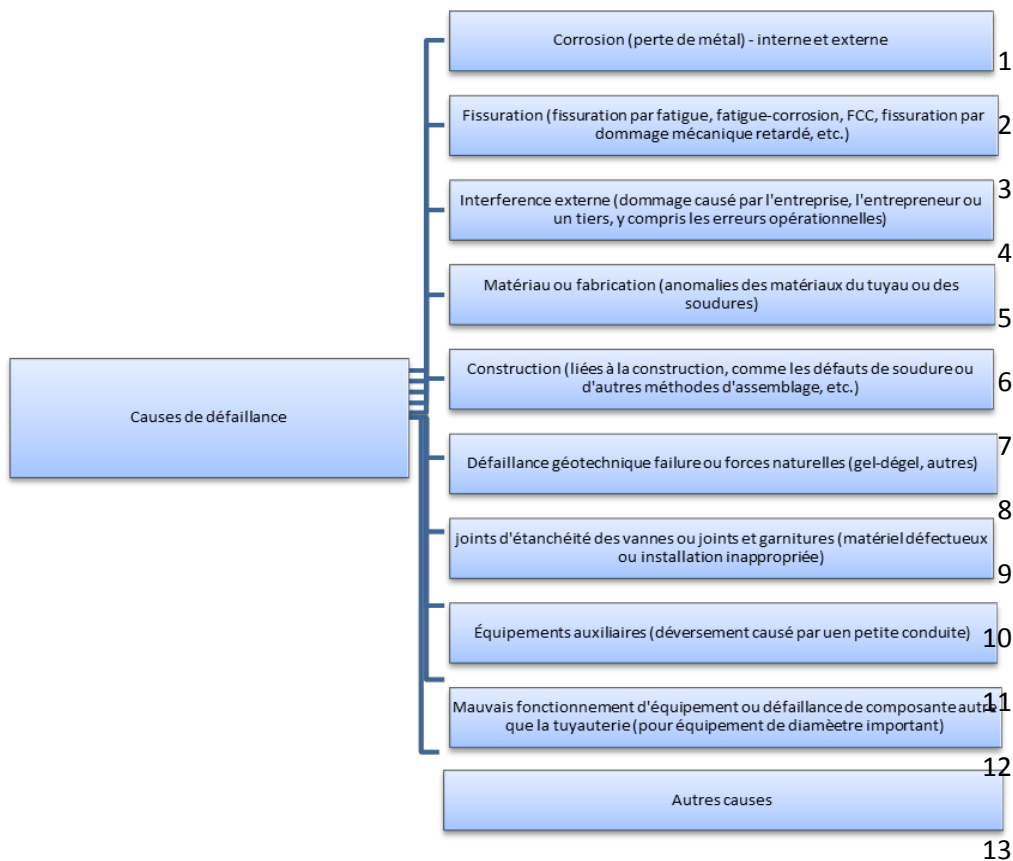 Corrosion (perte de métal) - interne et externe
1
Fissuration (fissuration par fatigue, fatigue-corrosion, FCC, fissuration par
dommage mécanique retardé, etc.)
2
3
Interference externe (dommage causé par l'entreprise, l'entrepreneur ou
un tiers, y compris les erreurs opérationnelles)
4
Matériau ou fabrication (anomalies des matériaux du tuyau ou des
soudures)
5
Construction (liées à la construction, comme les défauts de soudure ou
d'autres méthodes d'assemblage, etc.)
6
Causes de défaillance
7
Défaillance géotechnique failure ou forces naturelles (gel-dégel, autres)
8
joints d'étanchéité des vannes ou joints et garnitures (matériel défectueux
ou installation inappropriée)
9
Équipements auxiliaires (déversement causé par uen petite conduite)
10
Mauvais fonctionnement d'équipement ou défaillance de composante autre
11
que la tuyauterie (pour équipement de diamèetre important)
12
Autres causes
13